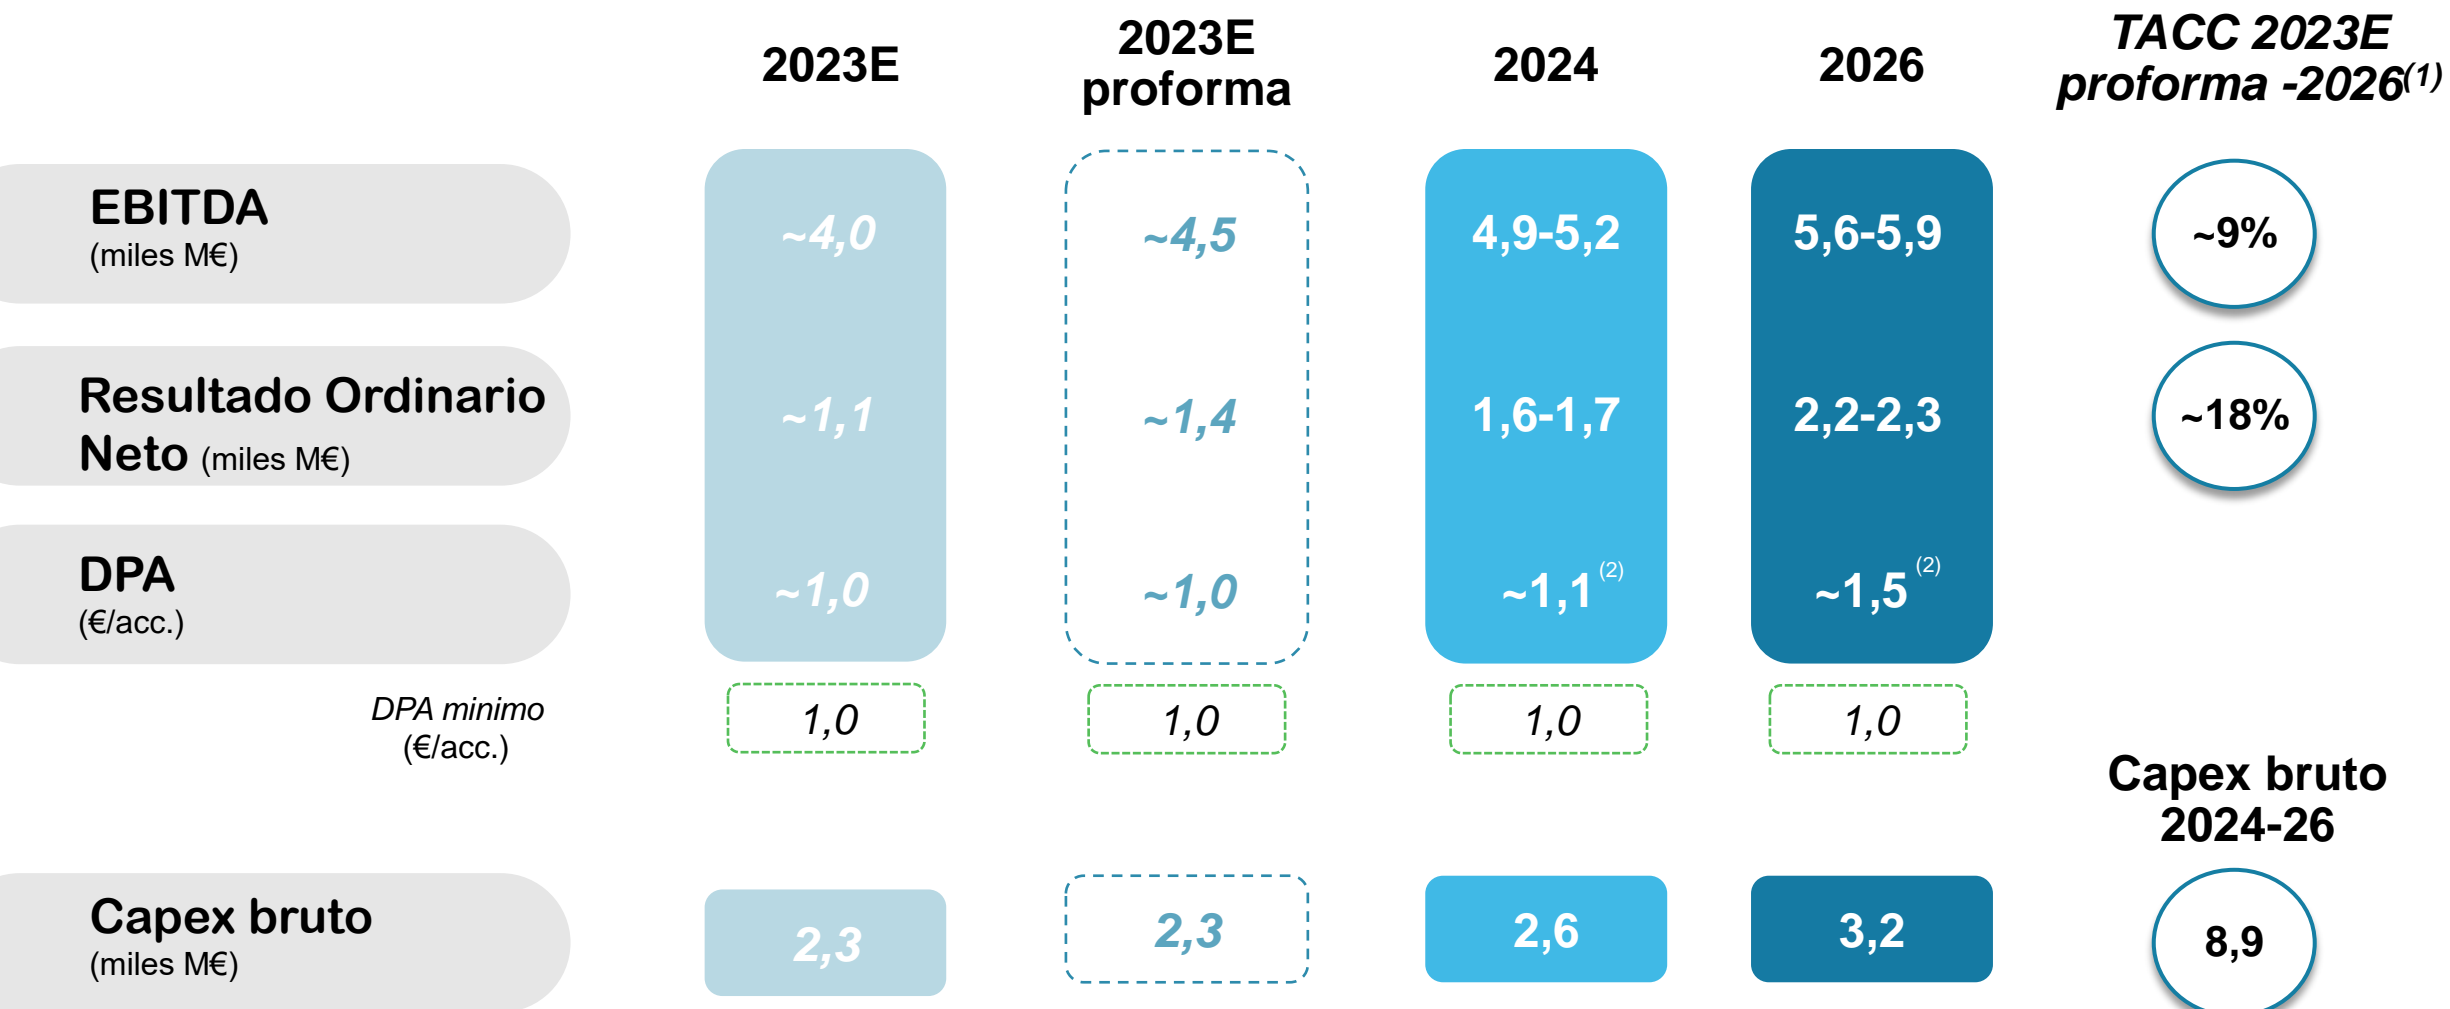 2023E
2023E
proforma
2024
2026
TACC 2023E
proforma -2026(1)
EBITDA
(miles M€)
~4,0
~4,5
4,9-5,2
5,6-5,9
~9%
Resultado Ordinario
Neto (miles M€)
~1,1
~1,4
1,6-1,7
2,2-2,3
~18%
DPA
(€/acc.)
~1,0
~1,0
~1,1 (2)
~1,5 (2)
DPA minimo
(€/acc.)
1,0
1,0
1,0
1,0
Capex bruto
2024-26
Capex bruto
(miles M€)
2,3
2,3
2,6
3,2
8,9